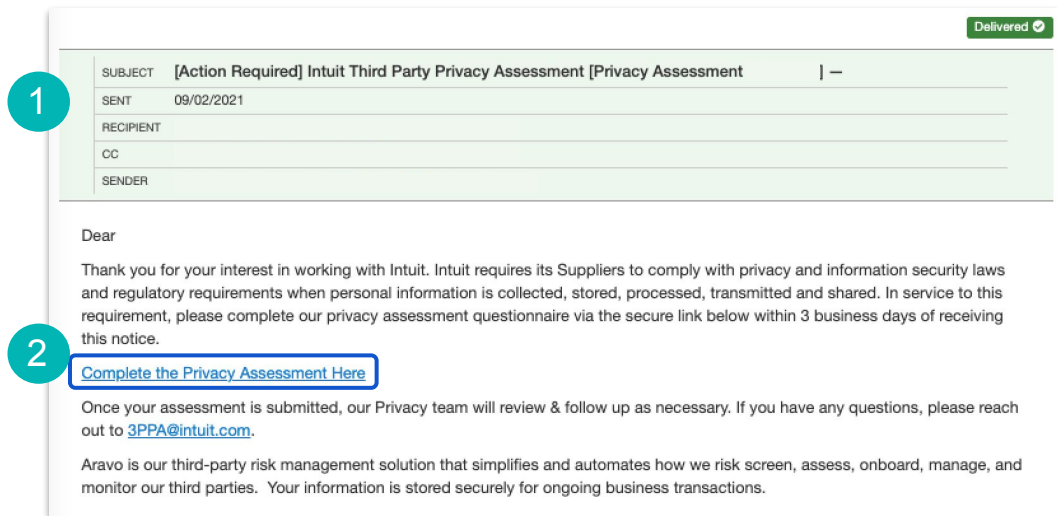 Delivered
SUBJECT [Action Required] Intuit Third Party Privacy Assessment [Privacy Assessment ] —
1
SENT 09/02/2021
RECIPIENT
CC
SENDER
Dear
Thank you for your interest in working with Intuit. Intuit requires its Suppliers to comply with privacy and information security laws
and regulatory requirements when personal information is collected, stored, processed, transmitted and shared. In service to this
requirement, please complete our privacy assessment questionnaire via the secure link below within 3 business days of receiving
this notice.
2
Complete the Privacy Assessment Here
Once your assessment is submitted, our Privacy team will review & follow up as necessary. If you have any questions, please reach
out to 3PPA@intuit.com.
Aravo is our third-party risk management solution that simplifies and automates how we risk screen, assess, onboard, manage, and
monitor our third parties.  Your information is stored securely for ongoing business transactions.